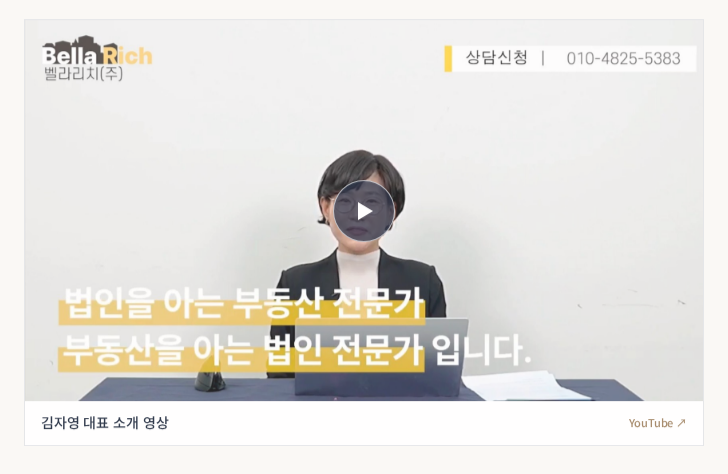 Bella Rich
벨라리치(주)
상담신청 | 010-4825-5383
법인을 아는 부동산 전문가
부동산을 아는 법인 전문가 입니다.
김자영 대표 소개 영상
YouTube ↗